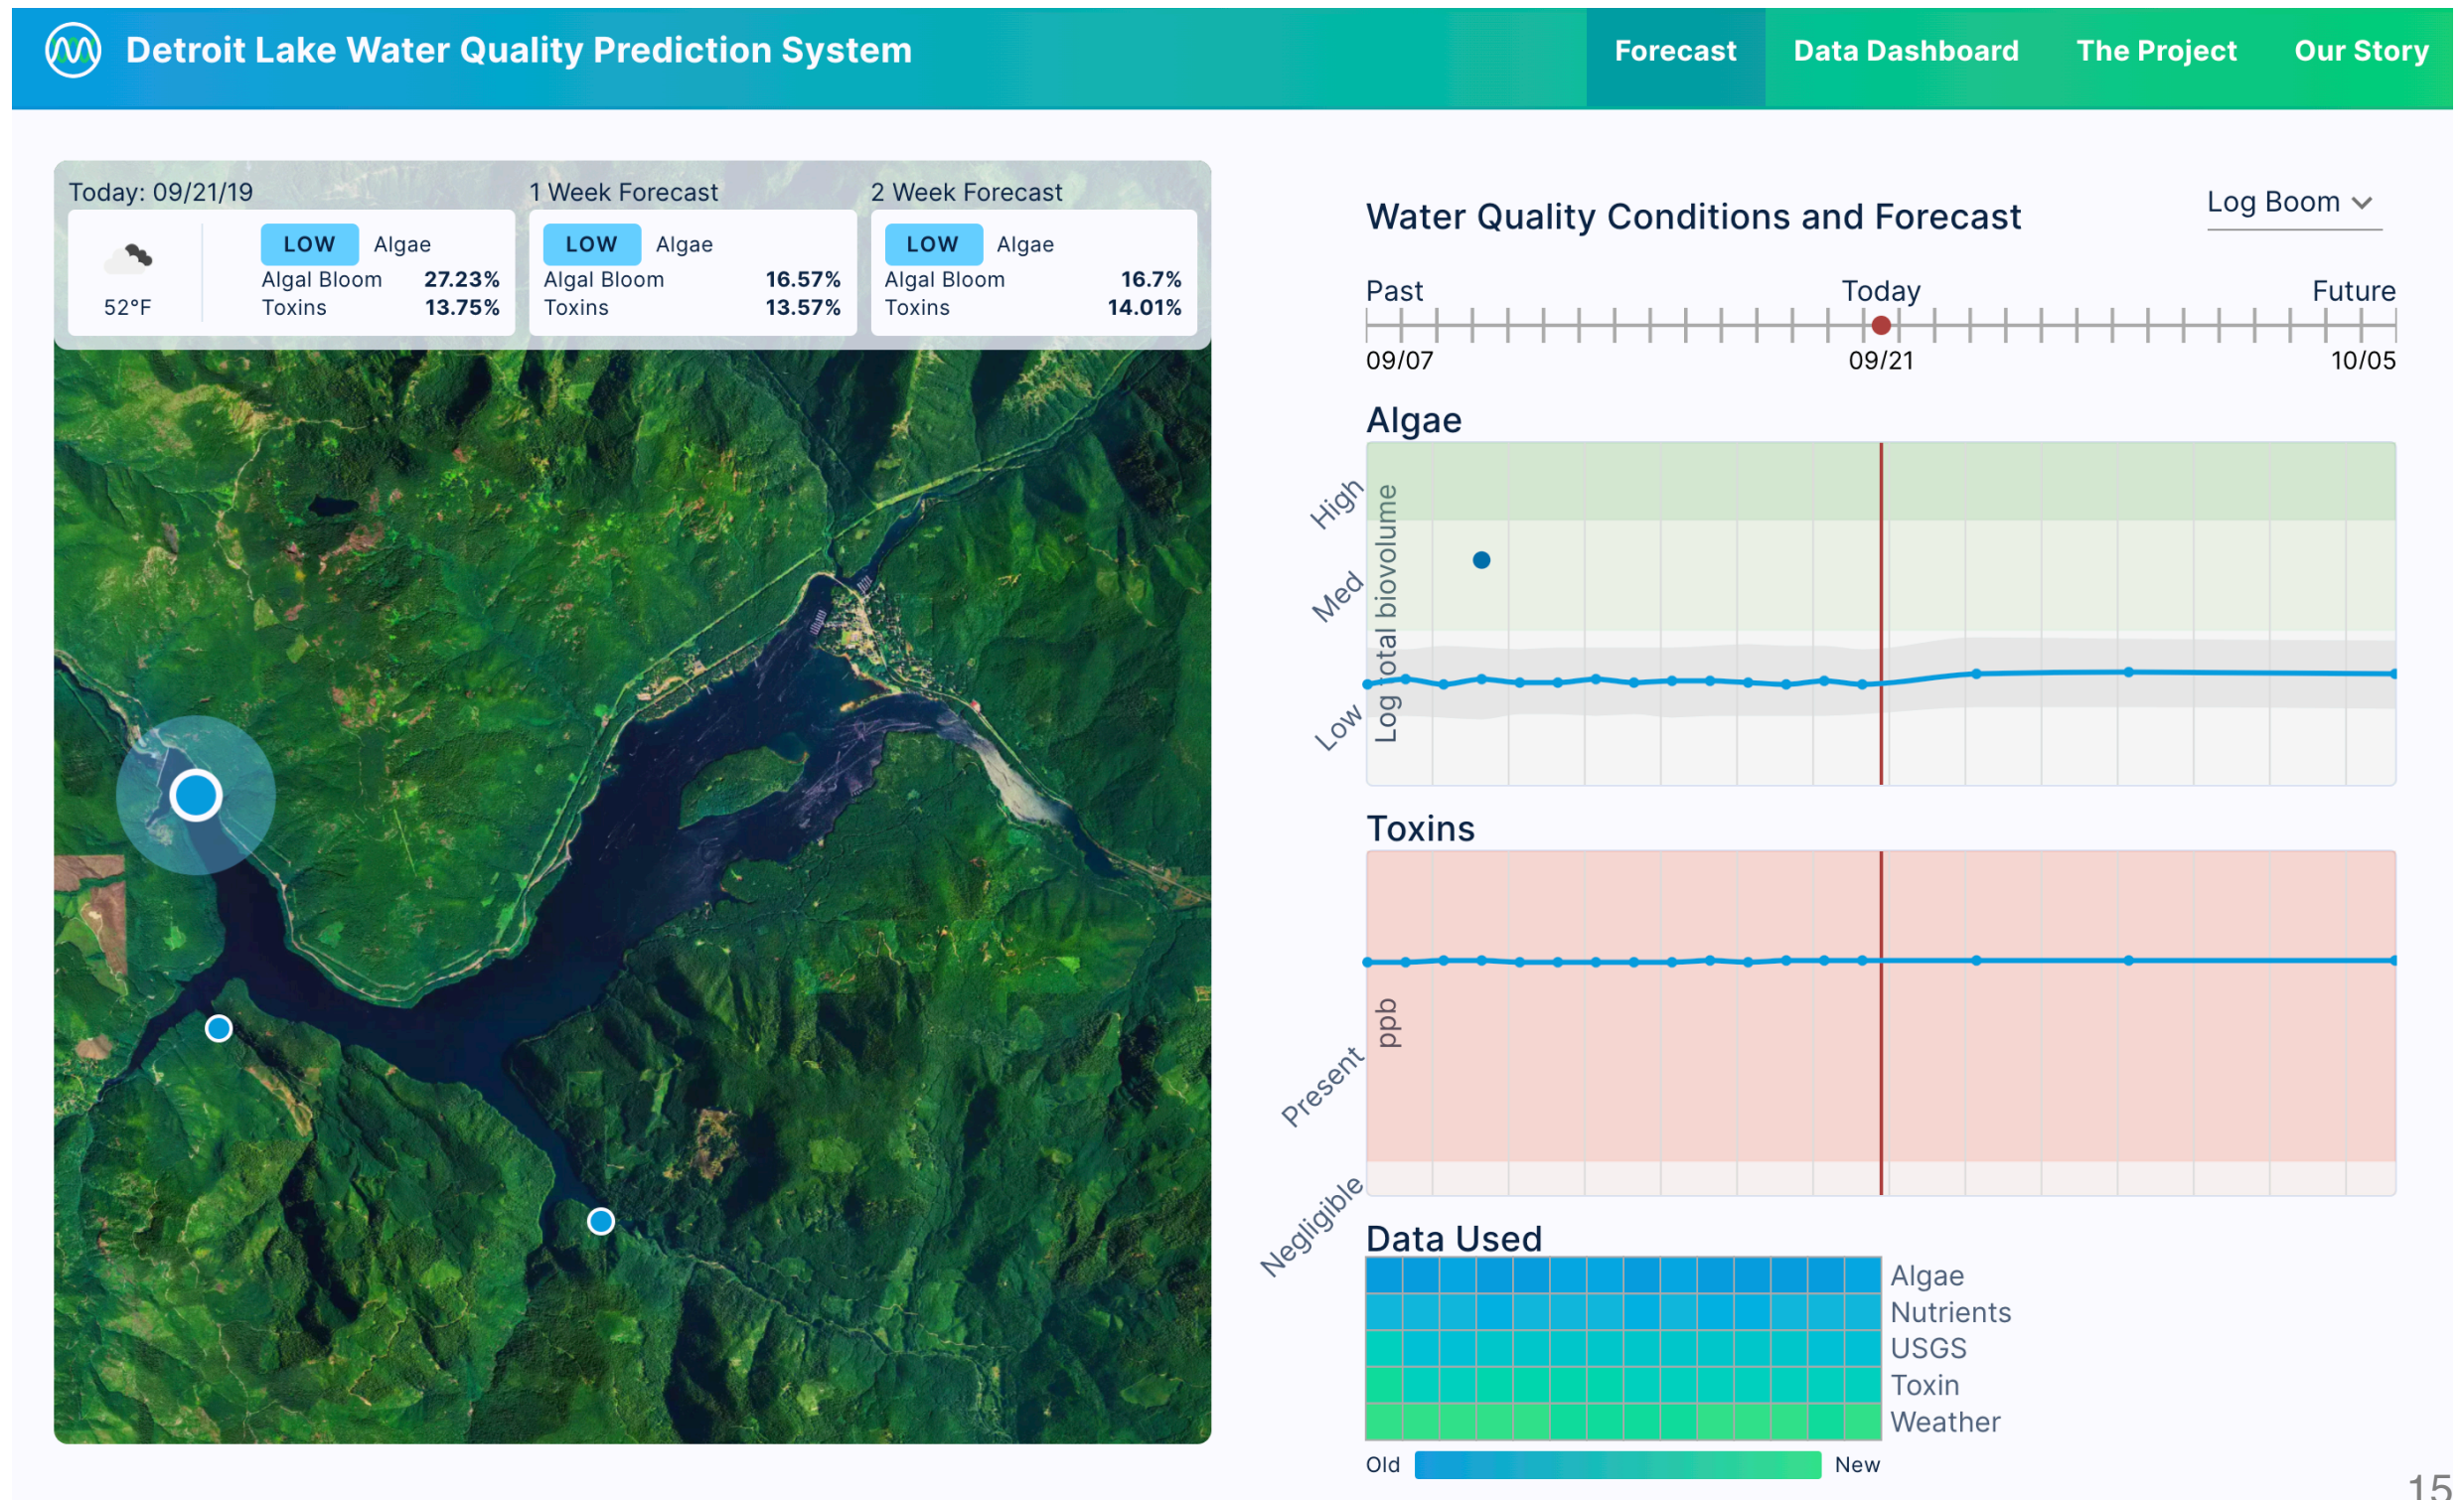 Detroit Lake Water Quality Prediction System
Forecast
Data Dashboard
The Project
Our Story
Today: 09/21/19
52°F
LOW Algae
Algal Bloom 27.23%
Toxins 13.75%
1 Week Forecast
LOW Algae
Algal Bloom 16.57%
Toxins 13.57%
2 Week Forecast
LOW Algae
Algal Bloom 16.7%
Toxins 14.01%
Water Quality Conditions and Forecast
Log Boom
Past Today Future
09/07 09/21 10/05
Algae
High
Med
Low
Log total biovolume
Toxins
ppb
Present
Negligible
Data Used
Algae
Nutrients
USGS
Toxin
Weather
Old New
15